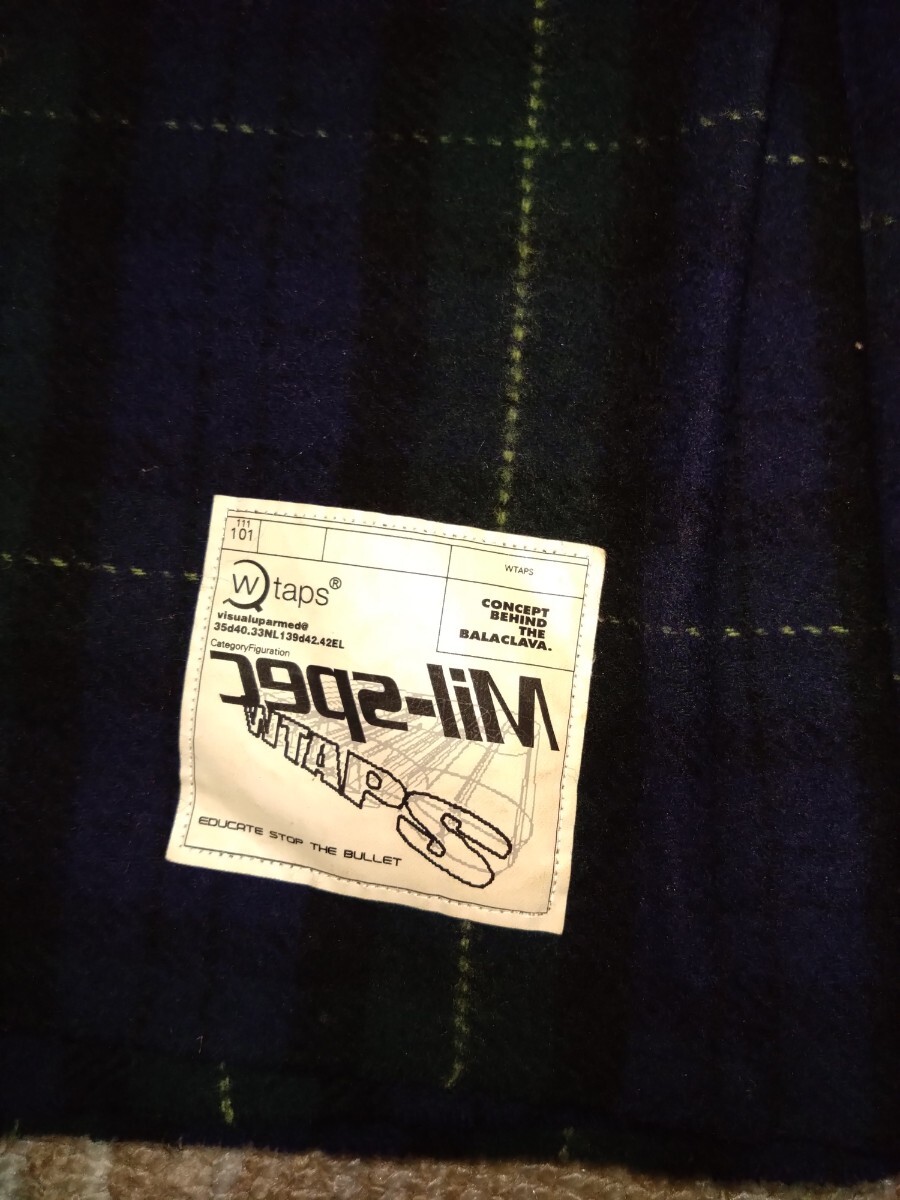 111
101
WTAPS
Wtaps®
CONCEPT
BEHIND
THE
BALACLAVA.
visualuparmed@
35d40.33NL139d42.42EL
CategoryFiguration
Mil-spec
WTAPS
EDUCATE STOP THE BULLET